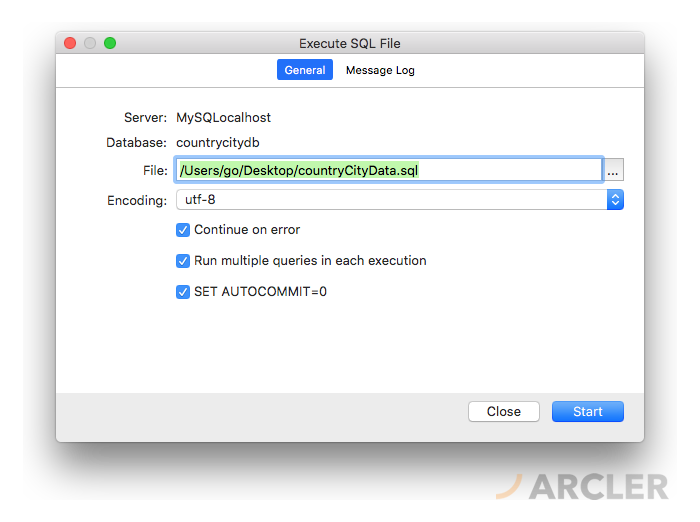 Execute SQL File
General Message Log
Server: MySQLocalhost
Database: countrycitydb
File: /Users/go/Desktop/countryCityData.sql ...
Encoding: utf-8
Continue on error
Run multiple queries in each execution
SET AUTOCOMMIT=0
Close Start
ARCLER